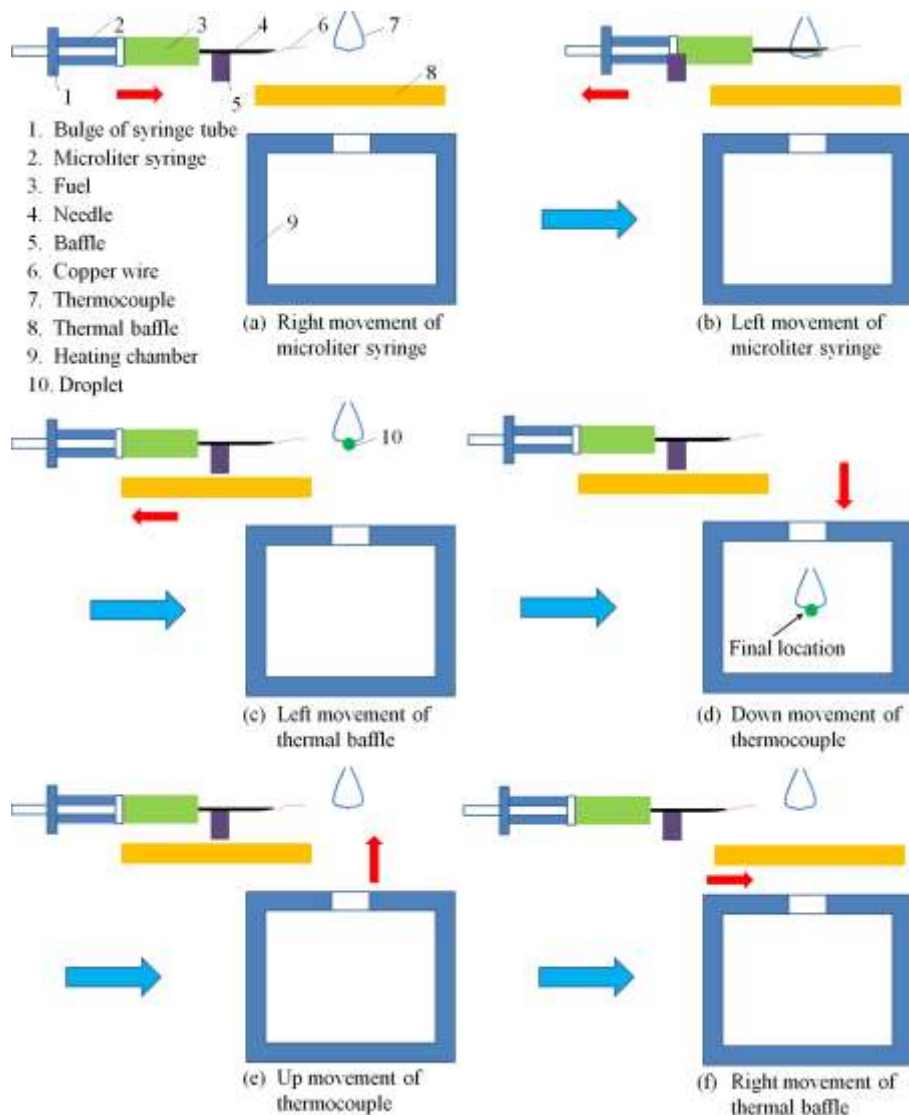 2
3
4
6
7
8
1
5
1. Bulge of syringe tube
2. Microliter syringe
3. Fuel
4. Needle
5. Baffle
6. Copper wire
7. Thermocouple
8. Thermal baffle
9. Heating chamber
10. Droplet
9
(a) Right movement of
microliter syringe
(b) Left movement of
microliter syringe
10
Final location
(c) Left movement of
thermal baffle
(d) Down movement of
thermocouple
(e) Up movement of
thermocouple
(f) Right movement of
thermal baffle